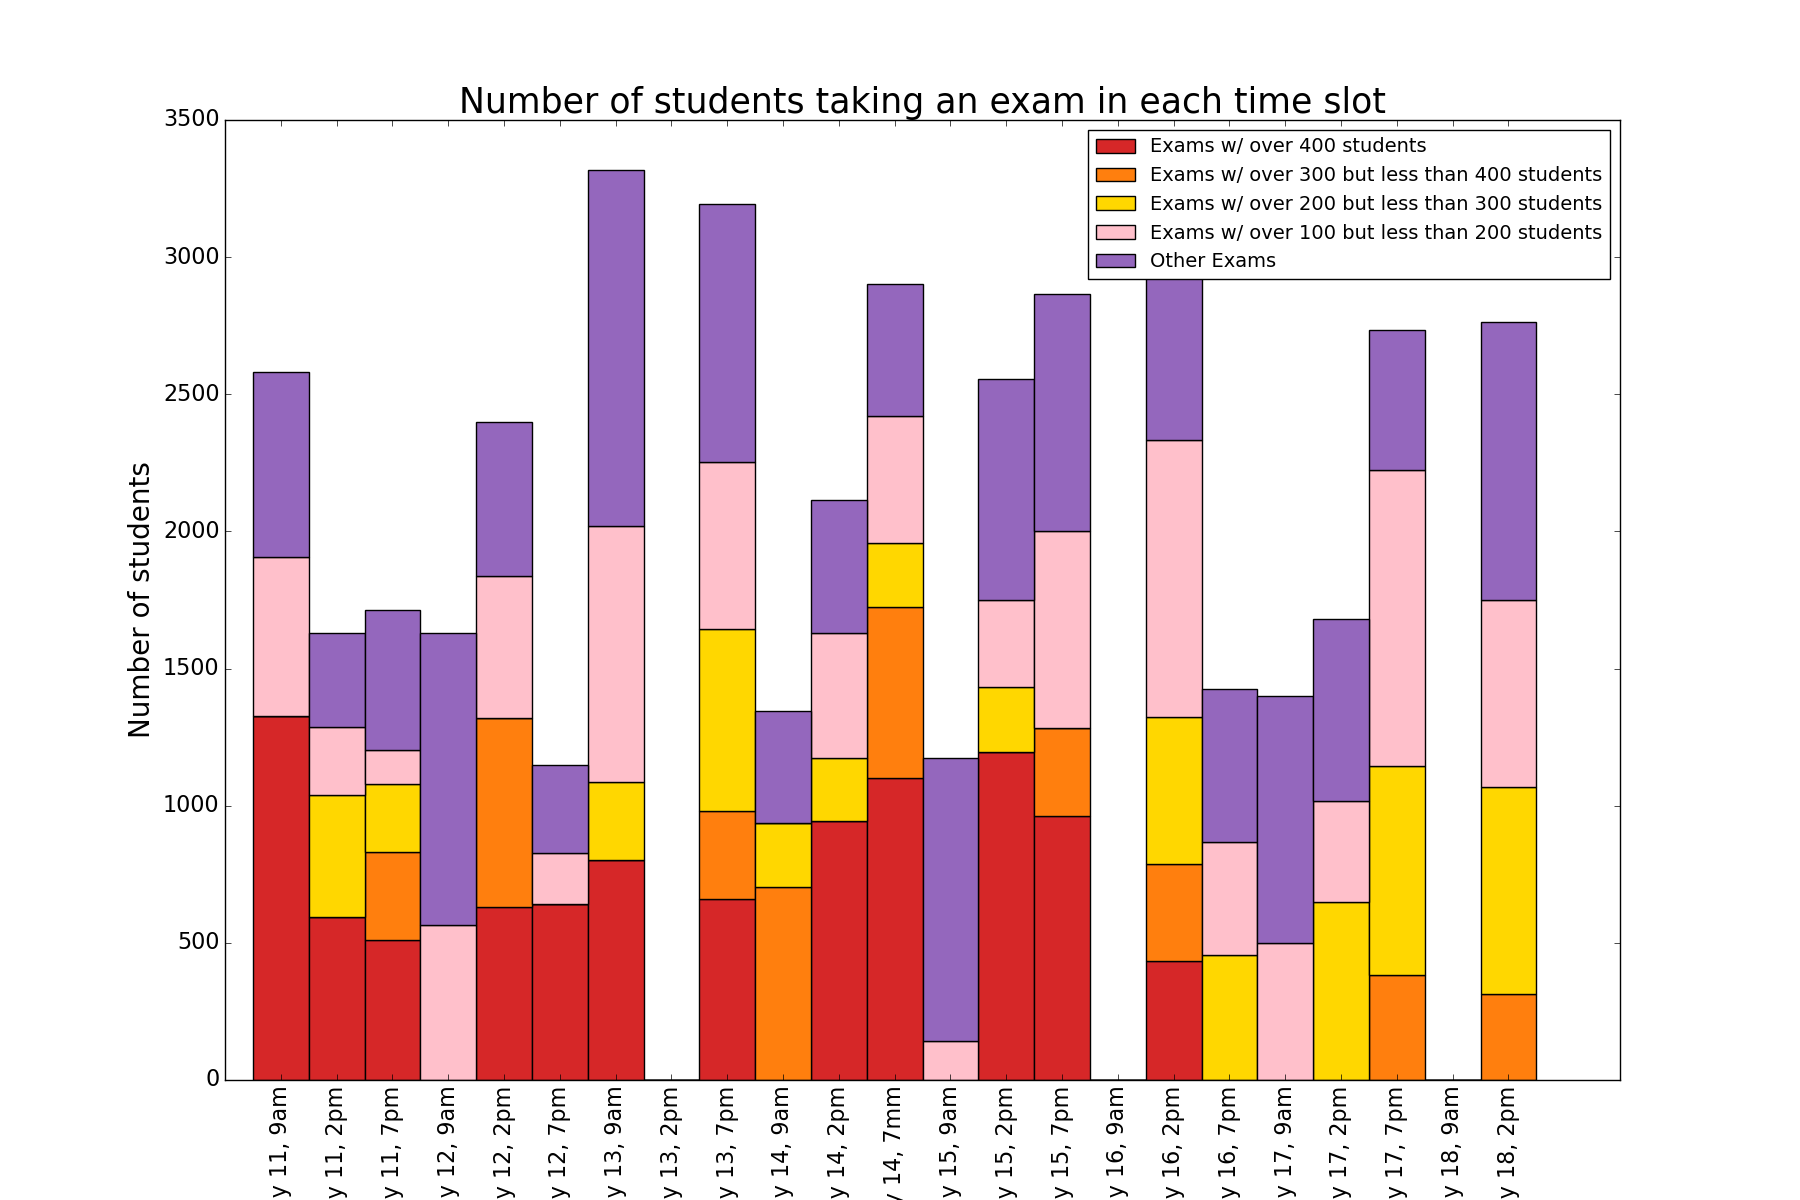 Number of students taking an exam in each time slot
Exams w/ over 400 students
Exams w/ over 300 but less than 400 students
Exams w/ over 200 but less than 300 students
Exams w/ over 100 but less than 200 students
Other Exams
Number of students
3500
3000
2500
2000
1500
1000
500
0
y 11, 9am
y 11, 2pm
y 11, 7pm
y 12, 9am
y 12, 2pm
y 12, 7pm
y 13, 9am
y 13, 2pm
y 13, 7pm
y 14, 9am
y 14, 2pm
y 14, 7mm
y 15, 9am
y 15, 2pm
y 15, 7pm
y 16, 9am
y 16, 2pm
y 16, 7pm
y 17, 9am
y 17, 2pm
y 17, 7pm
y 18, 9am
y 18, 2pm